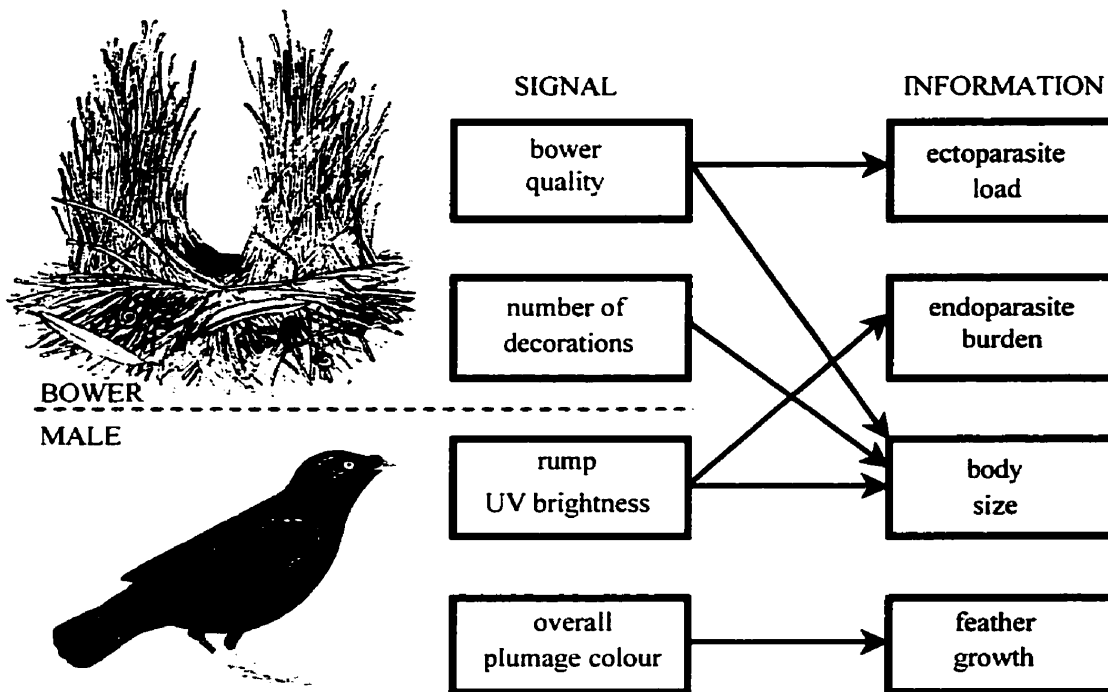 SIGNAL
INFORMATION
bower
quality
ectoparasite
load
number of
decorations
endoparasite
burden
BOWER
MALE
rump
UV brightness
body
size
overall
plumage colour
feather
growth